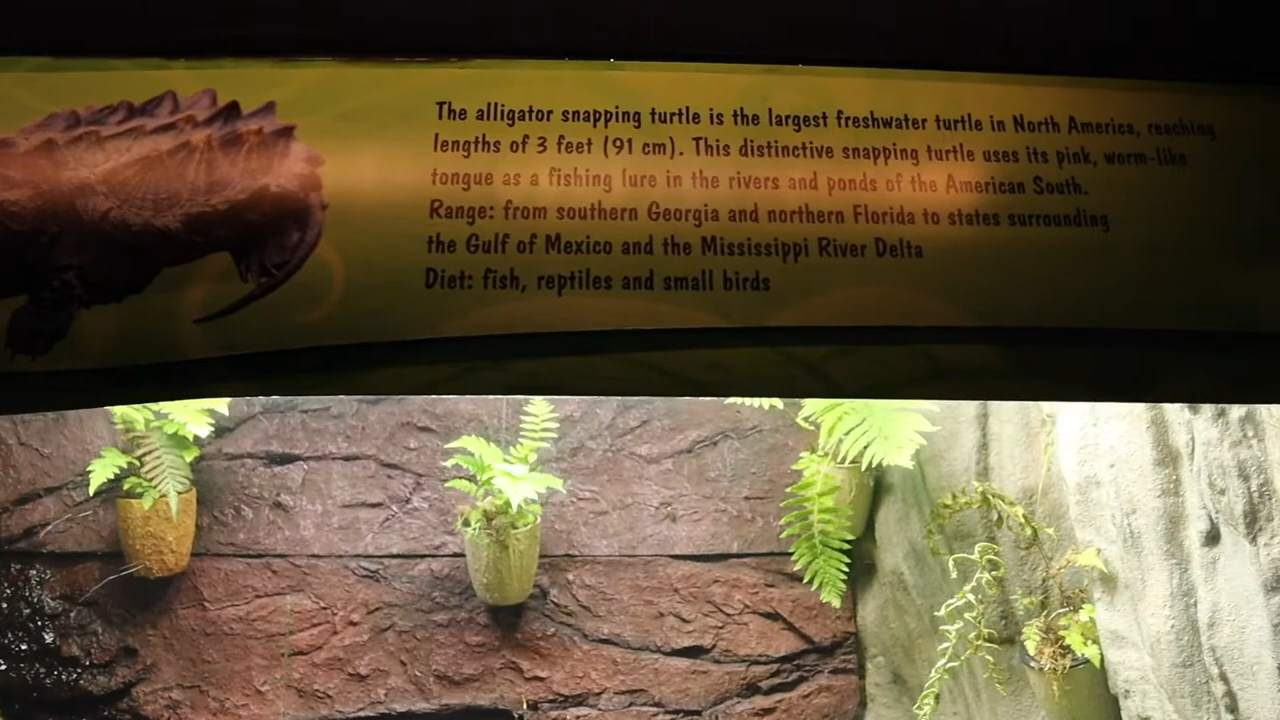 The alligator snapping turtle is the largest freshwater turtle in North America, reaching
lengths of 3 feet (91 cm). This distinctive snapping turtle uses its pink, worm-like
tongue as a fishing lure in the rivers and ponds of the American South.
Range: from southern Georgia and northern Florida to states surrounding
the Gulf of Mexico and the Mississippi River Delta
Diet: fish, reptiles and small birds